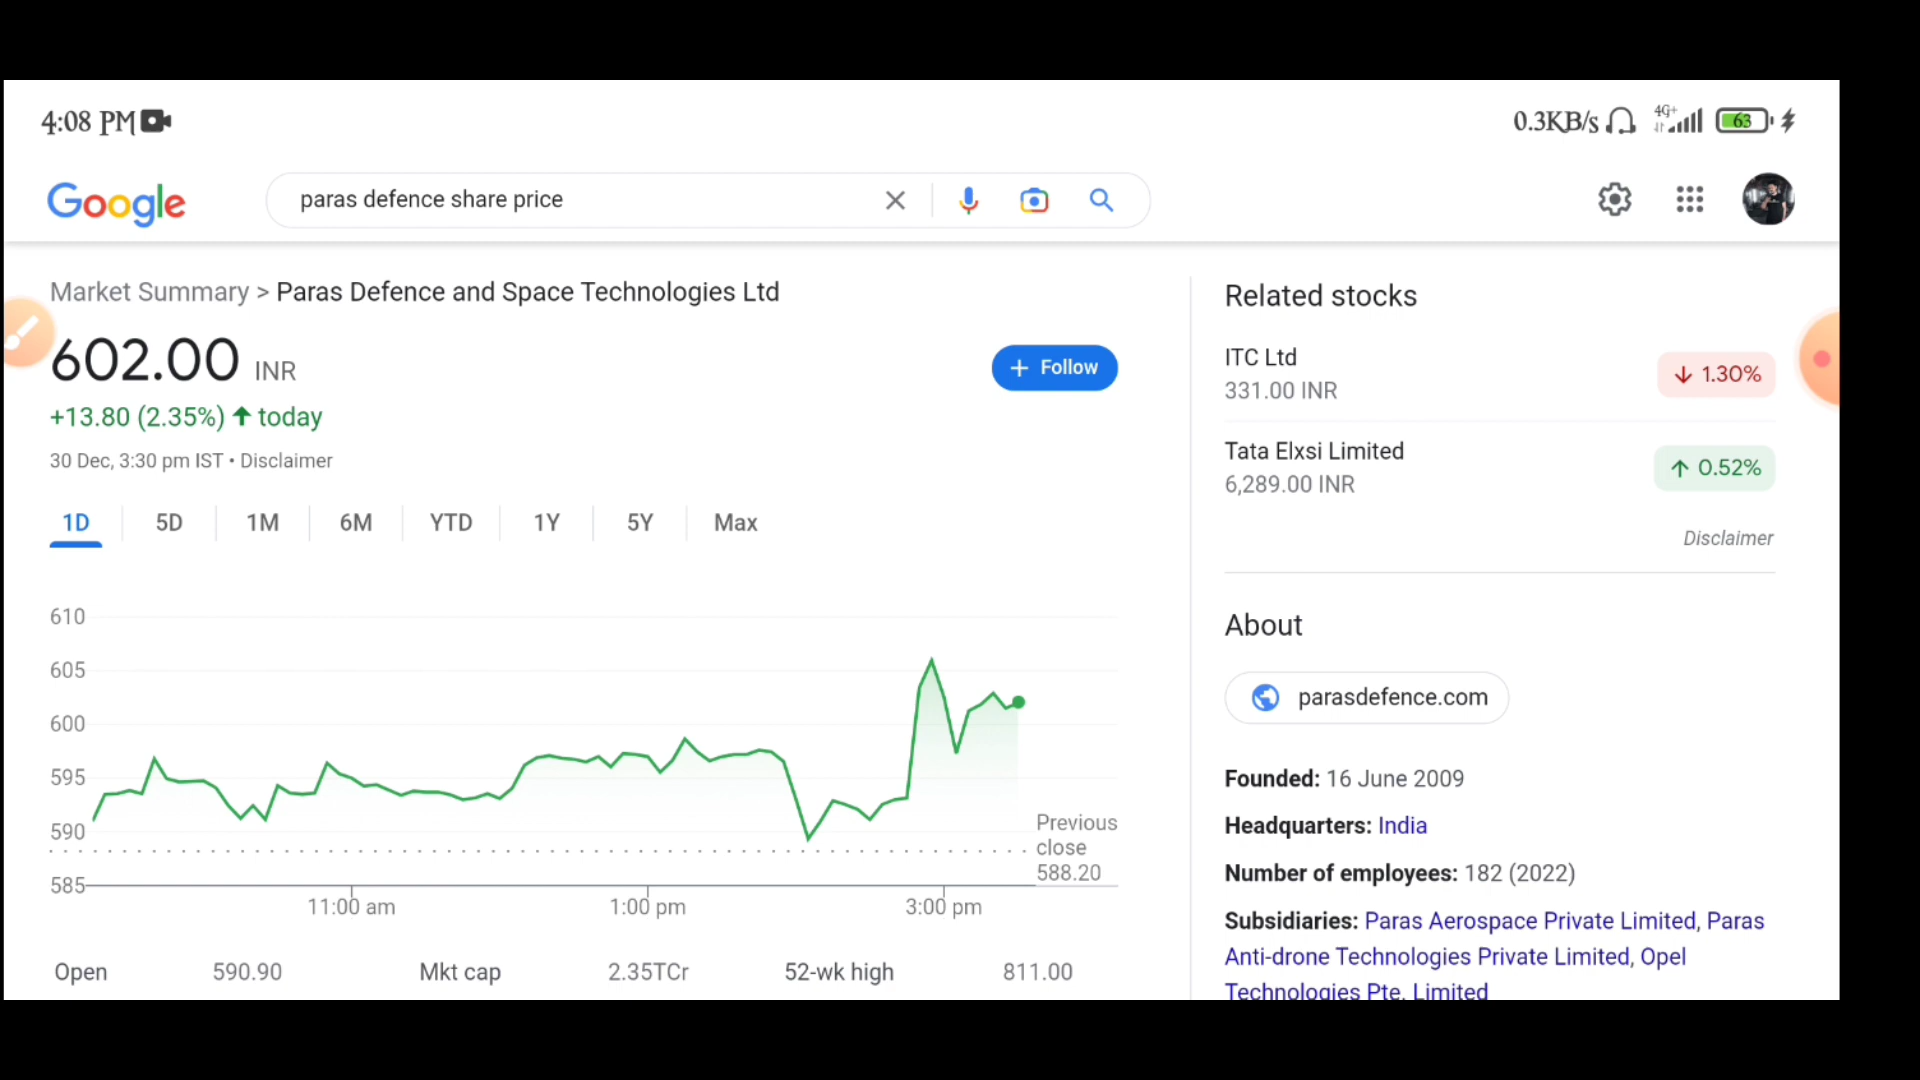 4:08 PM
0.3KB/s 4G+ 63
Google
paras defence share price
Market Summary > Paras Defence and Space Technologies Ltd
602.00 INR
+ Follow
+13.80 (2.35%) ↑ today
30 Dec, 3:30 pm IST • Disclaimer
1D 5D 1M 6M YTD 1Y 5Y Max
610
605
600
595
590
585
Previous
close
588.20
11:00 am 1:00 pm 3:00 pm
Open 590.90 Mkt cap 2.35TCr 52-wk high 811.00
Related stocks
ITC Ltd
331.00 INR
↓ 1.30%
Tata Elxsi Limited
6,289.00 INR
↑ 0.52%
Disclaimer
About
parasdefence.com
Founded: 16 June 2009
Headquarters: India
Number of employees: 182 (2022)
Subsidiaries: Paras Aerospace Private Limited, Paras
Anti-drone Technologies Private Limited, Opel
Technologies Pte. Limited